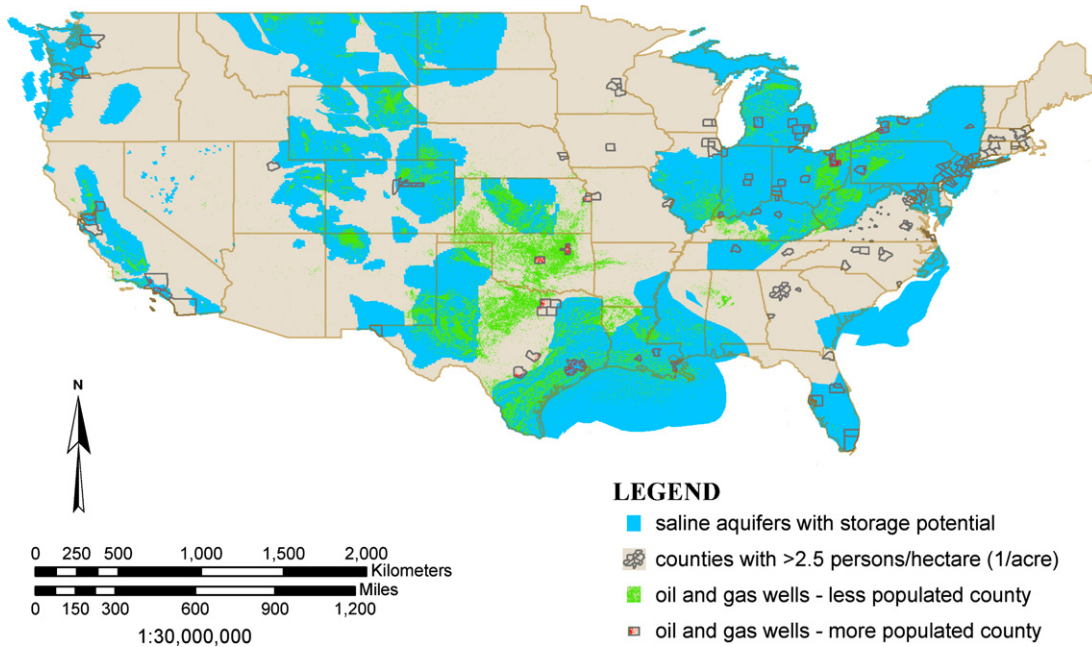 N
0 250 500 1,000 1,500 2,000
Kilometers
Miles
0 150 300 600 900 1,200
1:30,000,000
LEGEND
saline aquifers with storage potential
counties with >2.5 persons/hectare (1/acre)
oil and gas wells - less populated county
oil and gas wells - more populated county